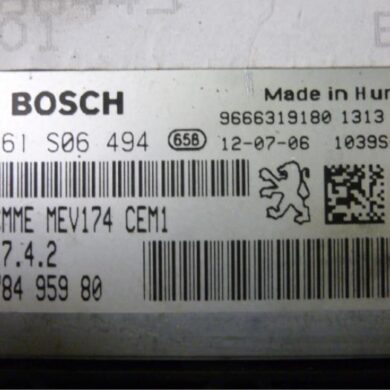 BOSCH
Made in Hun
61 S06 494 658
9666319180 1313
12-07-06 1039S
CMME MEV174 CEM1
7.4.2
784 959 80